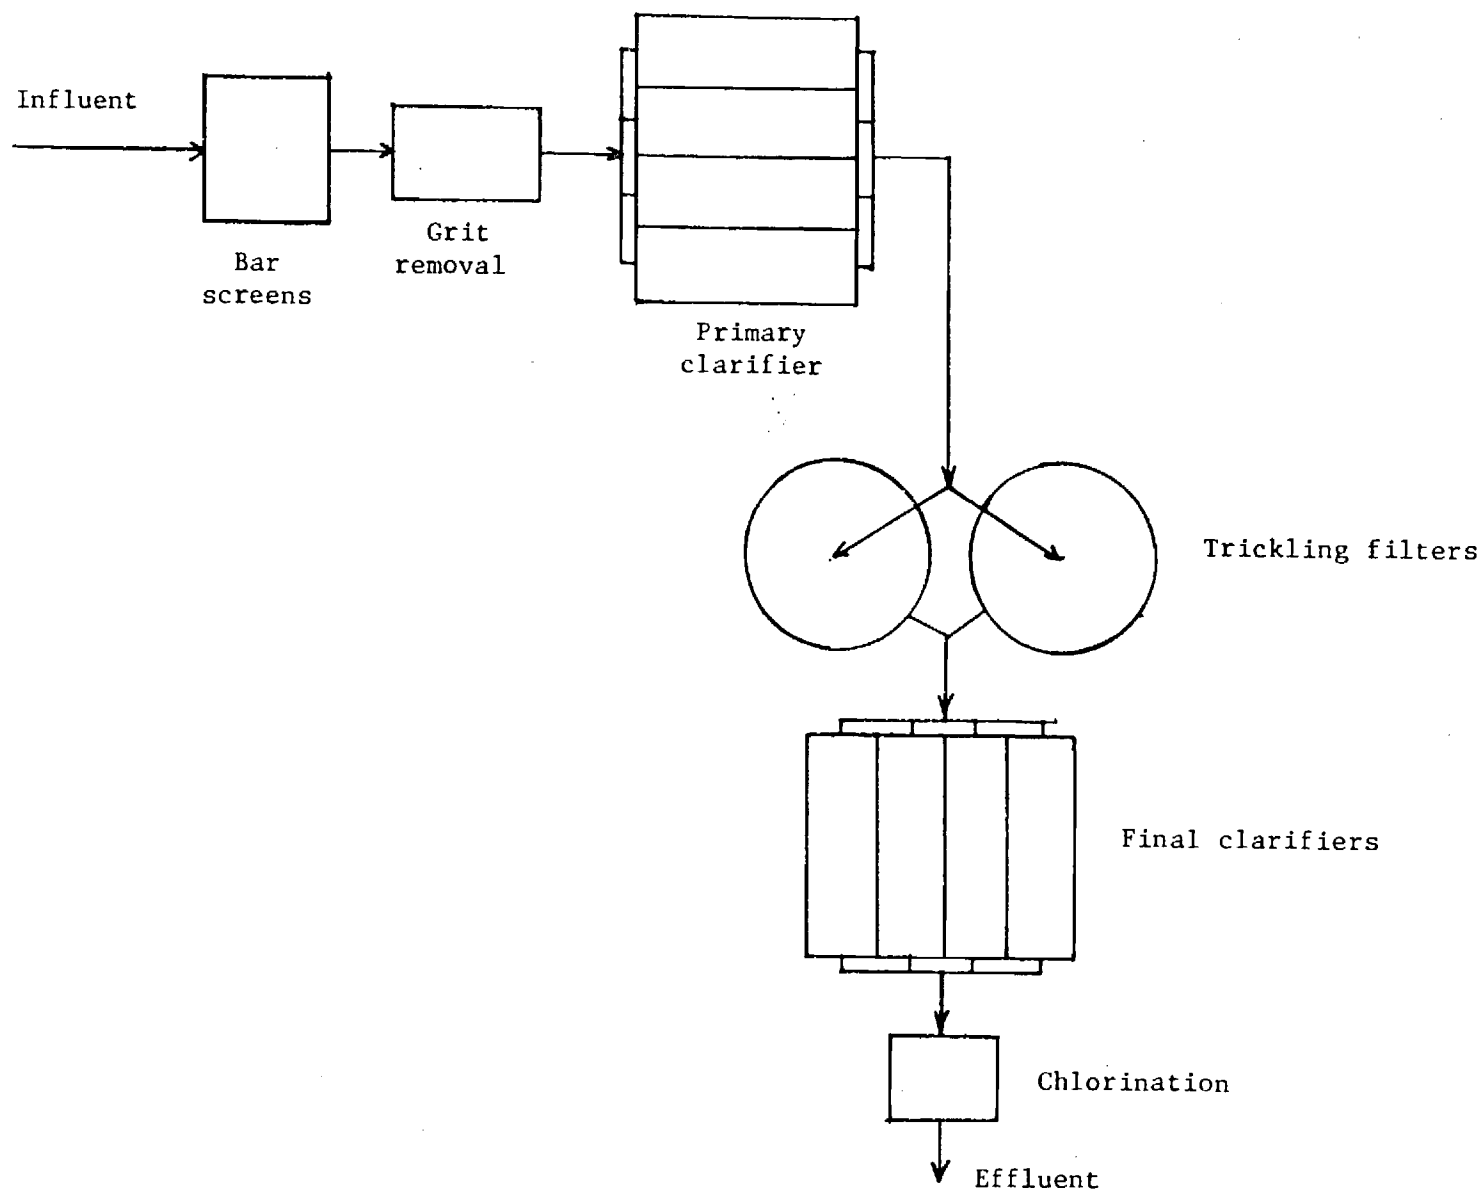 Influent
Bar
screens
Grit
removal
Primary
clarifier
Trickling filters
Final clarifiers
Chlorination
Effluent